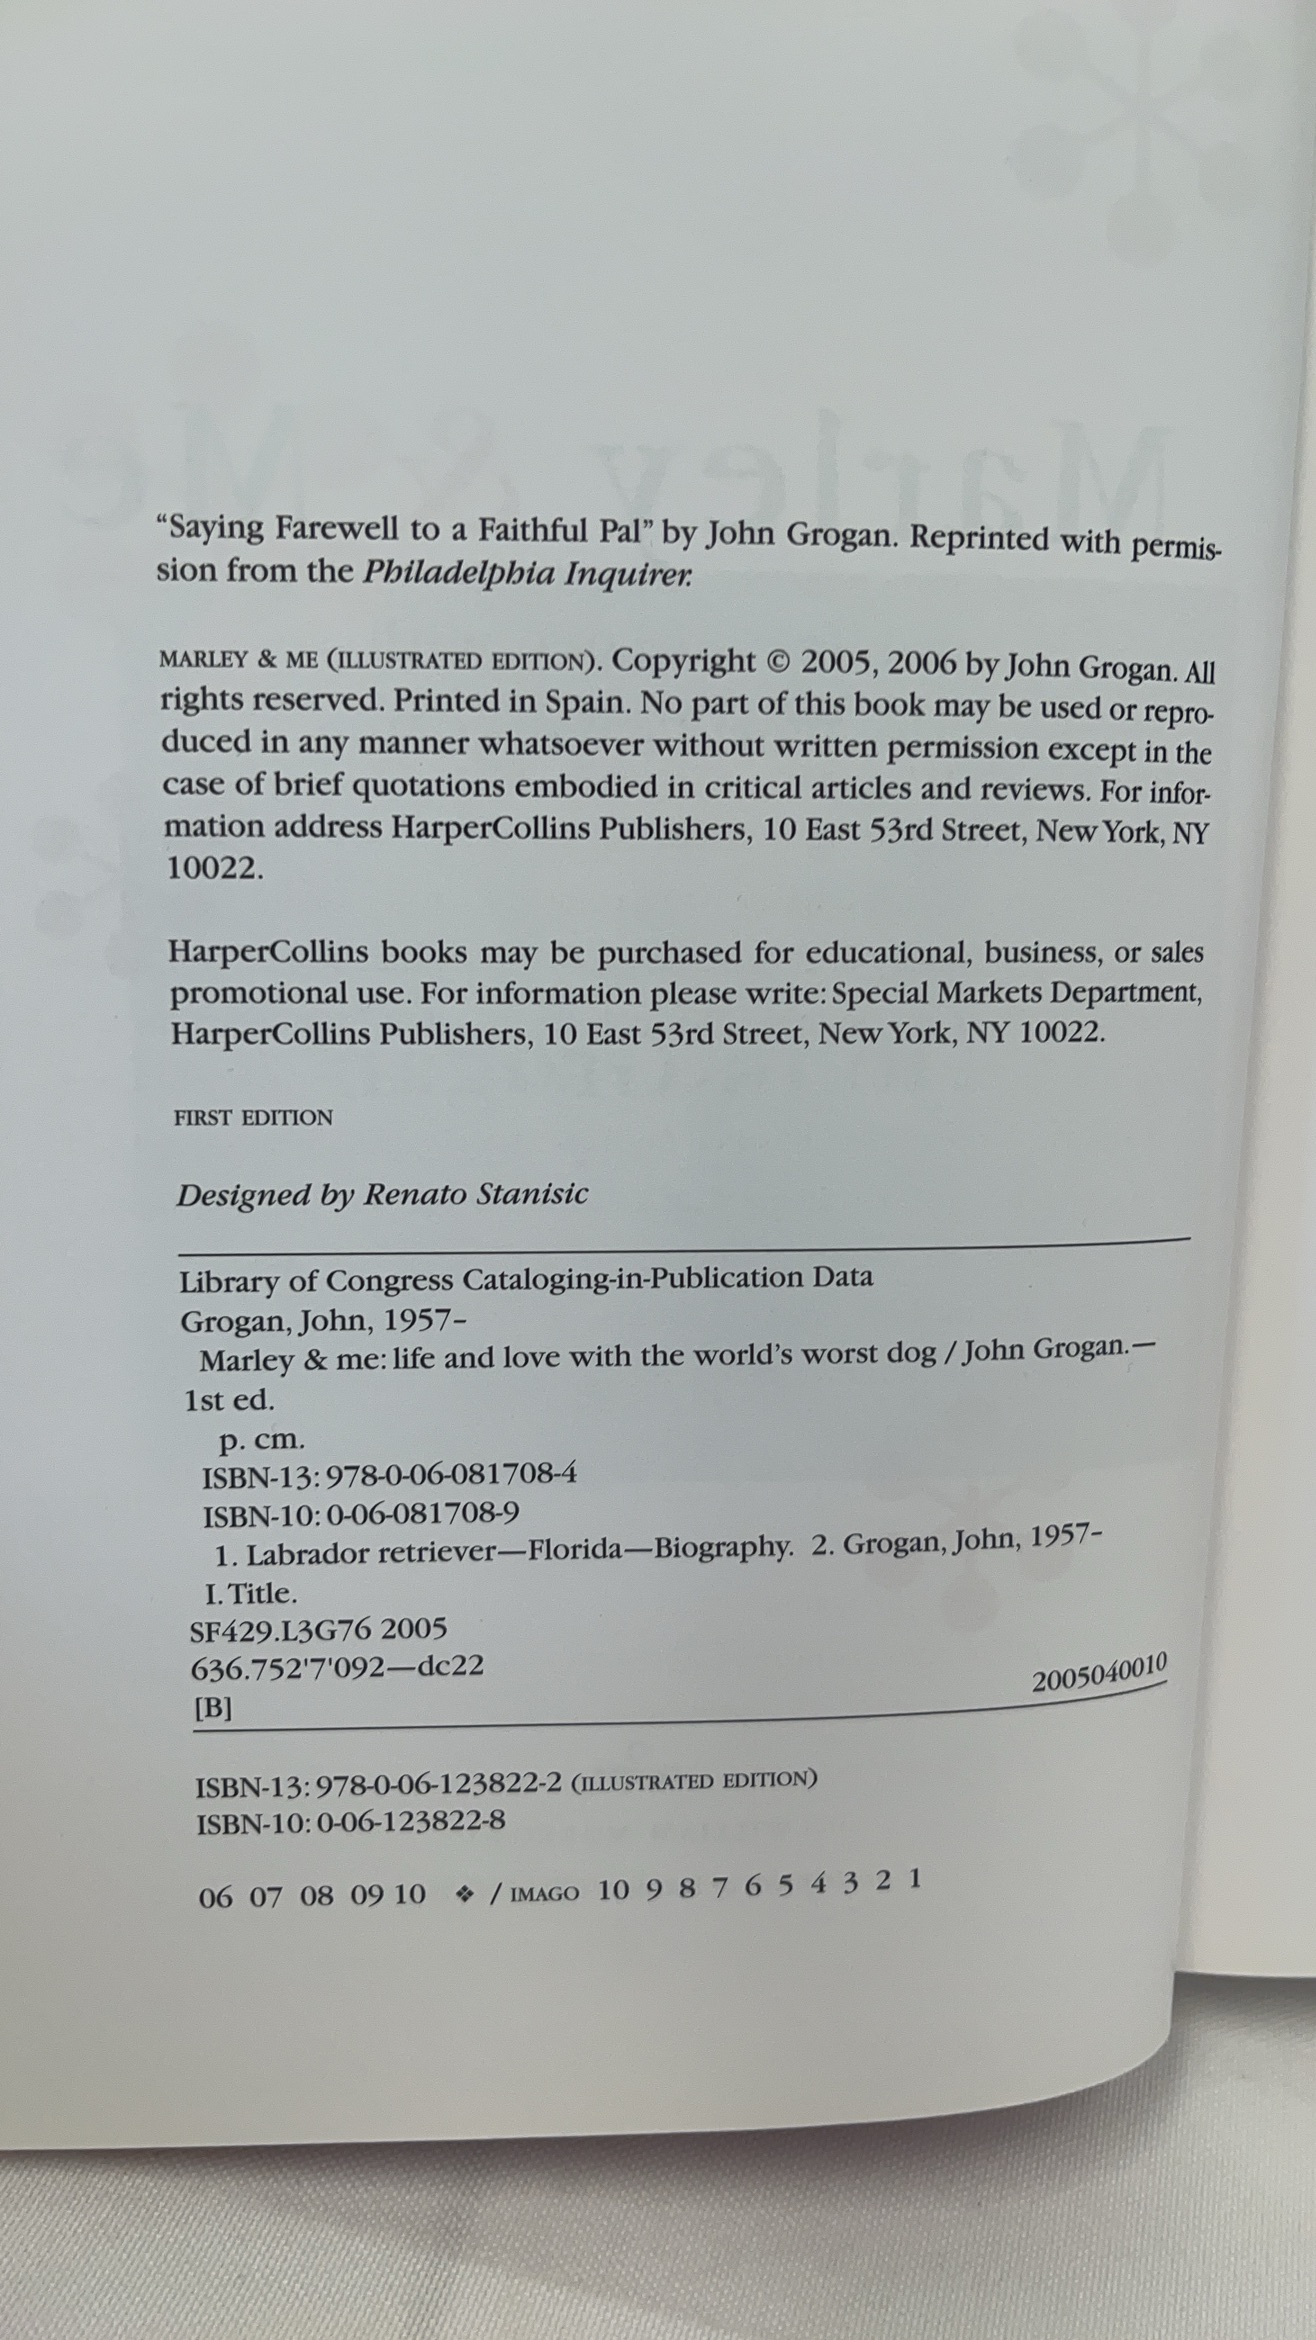 “Saying Farewell to a Faithful Pal” by John Grogan. Reprinted with permis-
sion from the Philadelphia Inquirer.
MARLEY & ME (ILLUSTRATED EDITION). Copyright © 2005, 2006 by John Grogan. All
rights reserved. Printed in Spain. No part of this book may be used or repro-
duced in any manner whatsoever without written permission except in the
case of brief quotations embodied in critical articles and reviews. For infor-
mation address HarperCollins Publishers, 10 East 53rd Street, New York, NY
10022.
HarperCollins books may be purchased for educational, business, or sales
promotional use. For information please write: Special Markets Department,
HarperCollins Publishers, 10 East 53rd Street, New York, NY 10022.
FIRST EDITION
Designed by Renato Stanisic
Library of Congress Cataloging-in-Publication Data
Grogan, John, 1957–
Marley & me: life and love with the world’s worst dog / John Grogan.—
1st ed.
p. cm.
ISBN-13: 978-0-06-081708-4
ISBN-10: 0-06-081708-9
1. Labrador retriever—Florida—Biography. 2. Grogan, John, 1957–
I. Title.
SF429.L3G76 2005
636.752'7'092—dc22
[B] 2005040010
ISBN-13: 978-0-06-123822-2 (ILLUSTRATED EDITION)
ISBN-10: 0-06-123822-8
06 07 08 09 10 ❖ / IMAGO 10 9 8 7 6 5 4 3 2 1